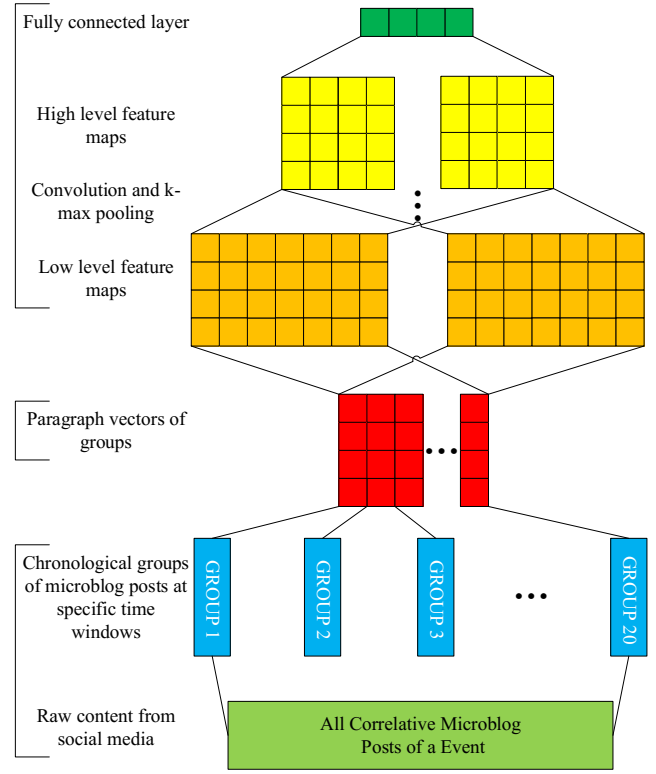 Fully connected layer
High level feature
maps
Convolution and k-
max pooling
Low level feature
maps
Paragraph vectors of
groups
Chronological groups
of microblog posts at
specific time
windows
GROUP 1
GROUP 2
GROUP 3
GROUP 20
Raw content from
social media
All Correlative Microblog
Posts of a Event